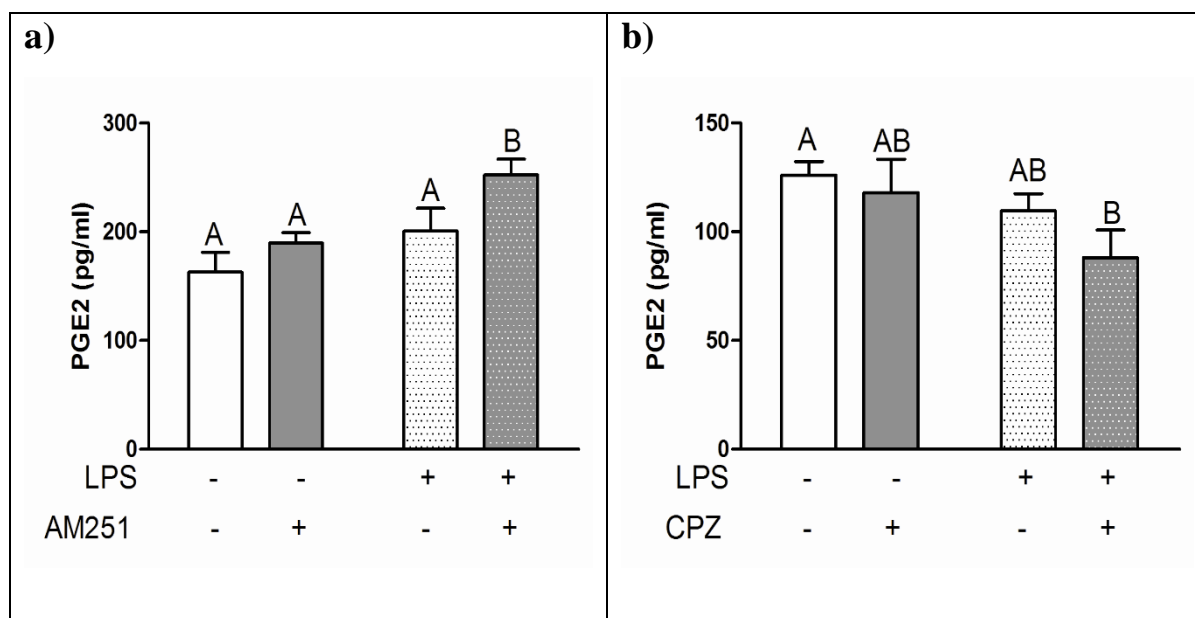 a)
300
200
100
0
PGE2 (pg/ml)
A
A
A
B
LPS - - + +
AM251 - + - +
b)
150
100
50
0
PGE2 (pg/ml)
A
AB
AB
B
LPS - - + +
CPZ - + - +